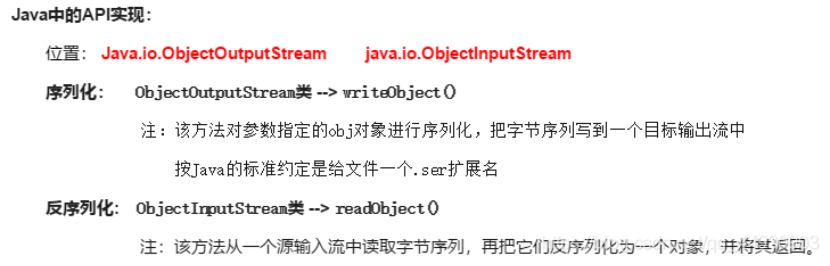 Java中的API实现：
位置： Java.io.ObjectOutputStream java.io.ObjectInputStream
序列化： ObjectOutputStream类 --> writeObject()
注：该方法对参数指定的obj对象进行序列化，把字节序列写到一个目标输出流中
按Java的标准约定是给文件一个.ser扩展名
反序列化: ObjectInputStream类 --> readObject()
注：该方法从一个源输入流中读取字节序列，再把它们反序列化为一个对象，并将其返回。